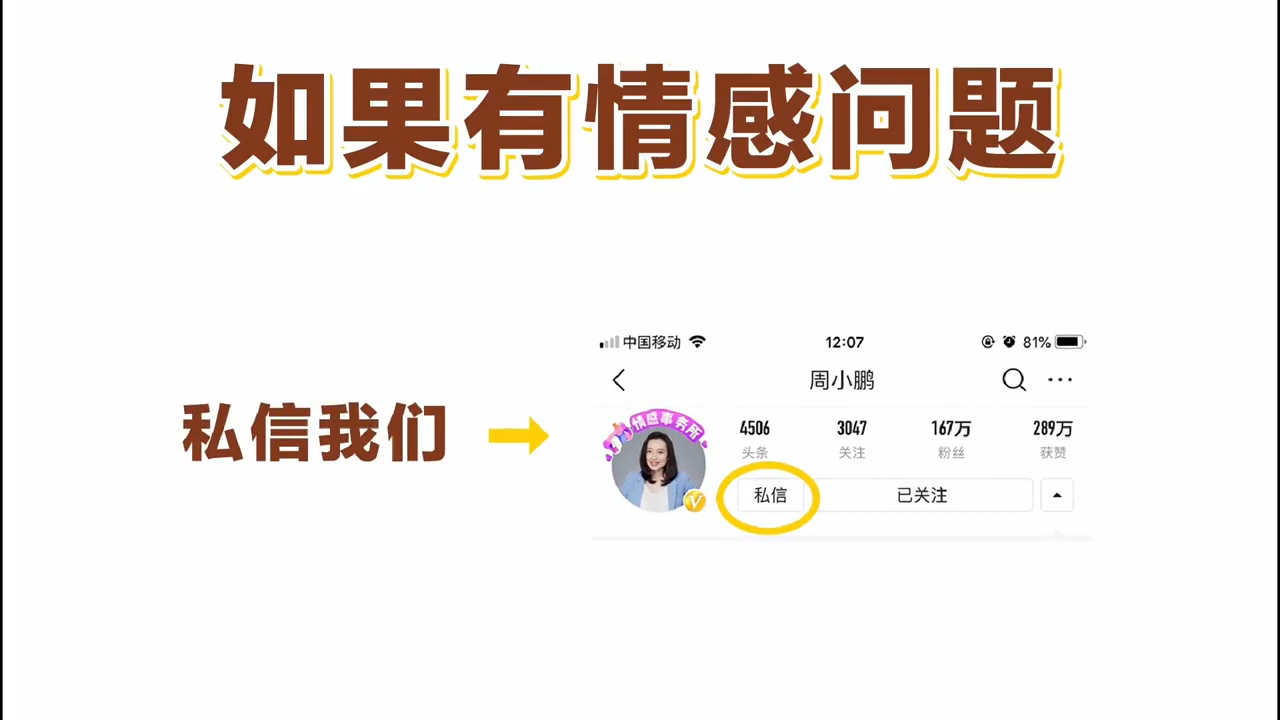 如果有情感问题
私信我们
中国移动 12:07 81%
周小鹏
情感事务所
4506 3047 167万 289万
头条 关注 粉丝 获赞
私信 已关注